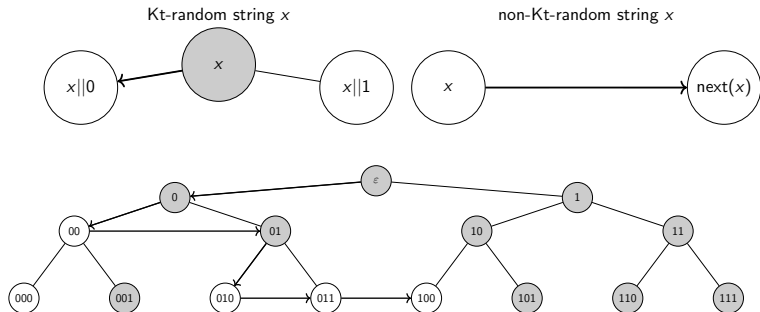 Kt-random string x
non-Kt-random string x
x||0
x
x||1
x
next(x)
ε
0
1
00
01
10
11
000
001
010
011
100
101
110
111